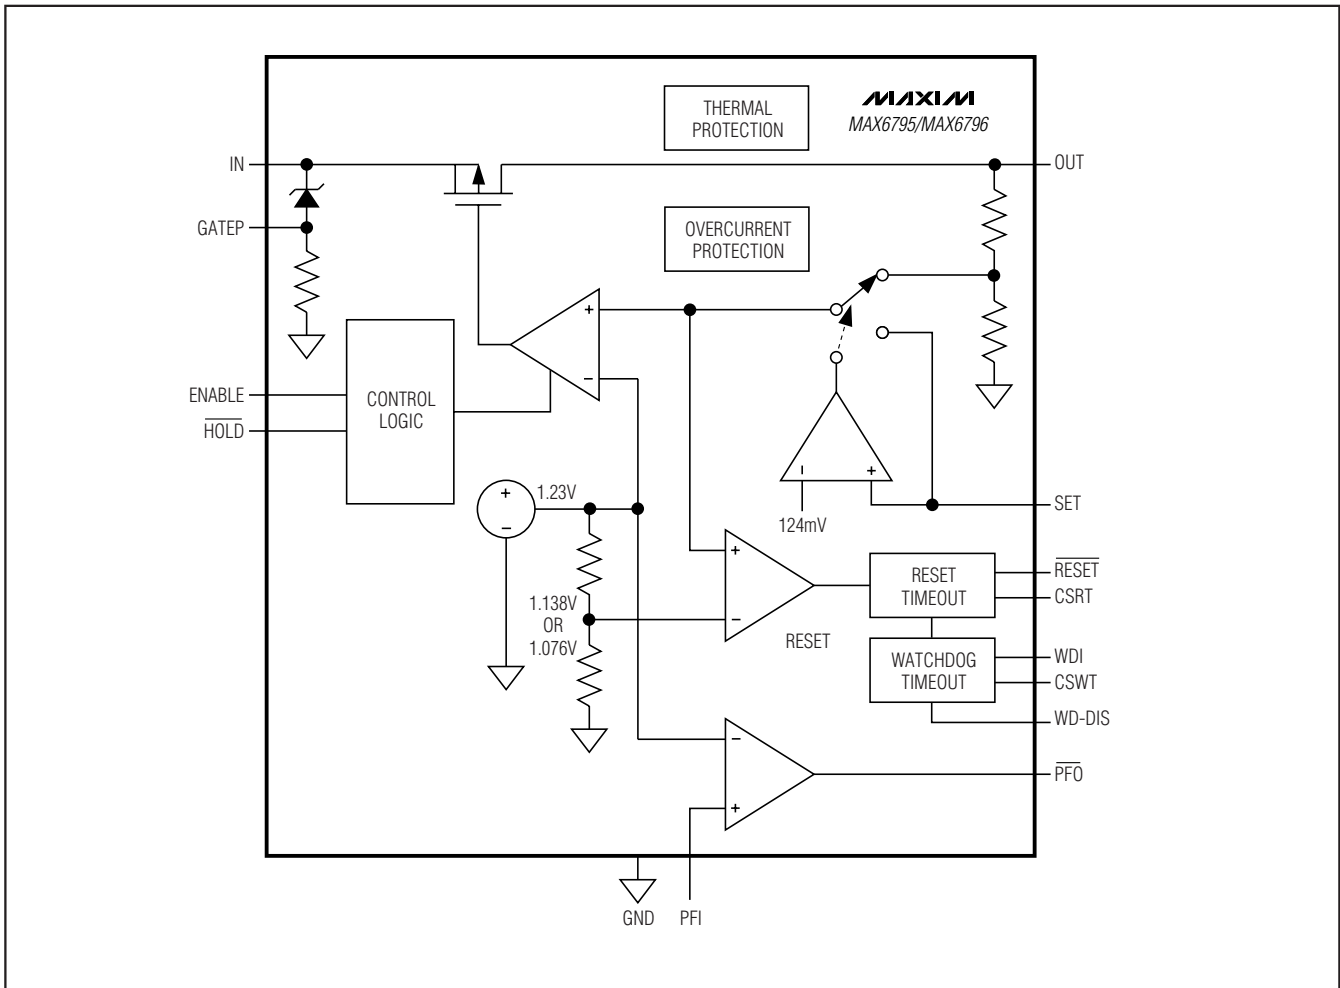 THERMAL
PROTECTION
MAXIM
MAX6795/MAX6796
IN
OUT
GATEP
OVERCURRENT
PROTECTION
+
−
ENABLE
HOLD
CONTROL
LOGIC
+
−
1.23V
−
+
124mV
SET
1.138V
OR
1.076V
+
−
RESET
RESET
TIMEOUT
RESET
CSRT
WATCHDOG
TIMEOUT
WDI
CSWT
WD-DIS
−
+
PFO
GND
PFI